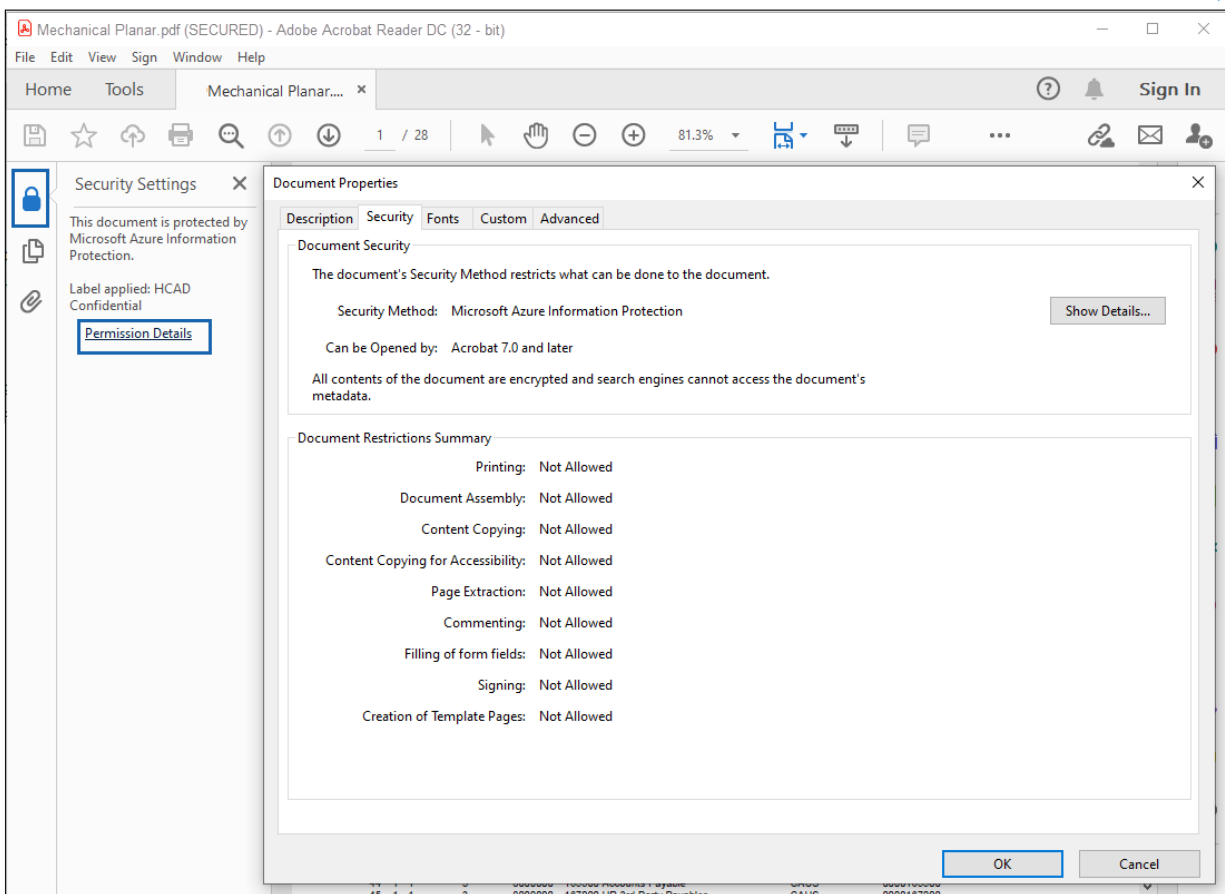 Mechanical Planar.pdf (SECURED) - Adobe Acrobat Reader DC (32 - bit)
File Edit View Sign Window Help
Home Tools Mechanical Planar.... × Sign In
1 / 28 81.3%
Security Settings
This document is protected by
Microsoft Azure Information
Protection.
Label applied: HCAD
Confidential
Permission Details
Document Properties
Description Security Fonts Custom Advanced
Document Security
The document's Security Method restricts what can be done to the document.
Security Method: Microsoft Azure Information Protection
Show Details...
Can be Opened by: Acrobat 7.0 and later
All contents of the document are encrypted and search engines cannot access the document's
metadata.
Document Restrictions Summary
Printing: Not Allowed
Document Assembly: Not Allowed
Content Copying: Not Allowed
Content Copying for Accessibility: Not Allowed
Page Extraction: Not Allowed
Commenting: Not Allowed
Filling of form fields: Not Allowed
Signing: Not Allowed
Creation of Template Pages: Not Allowed
OK Cancel